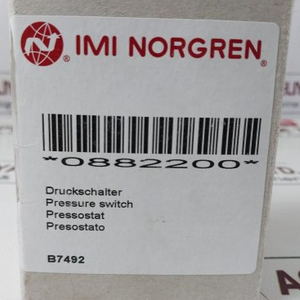 IMI NORGREN®
*0882200*
Druckschalter
Pressure switch
Pressostat
Presostato
B7492